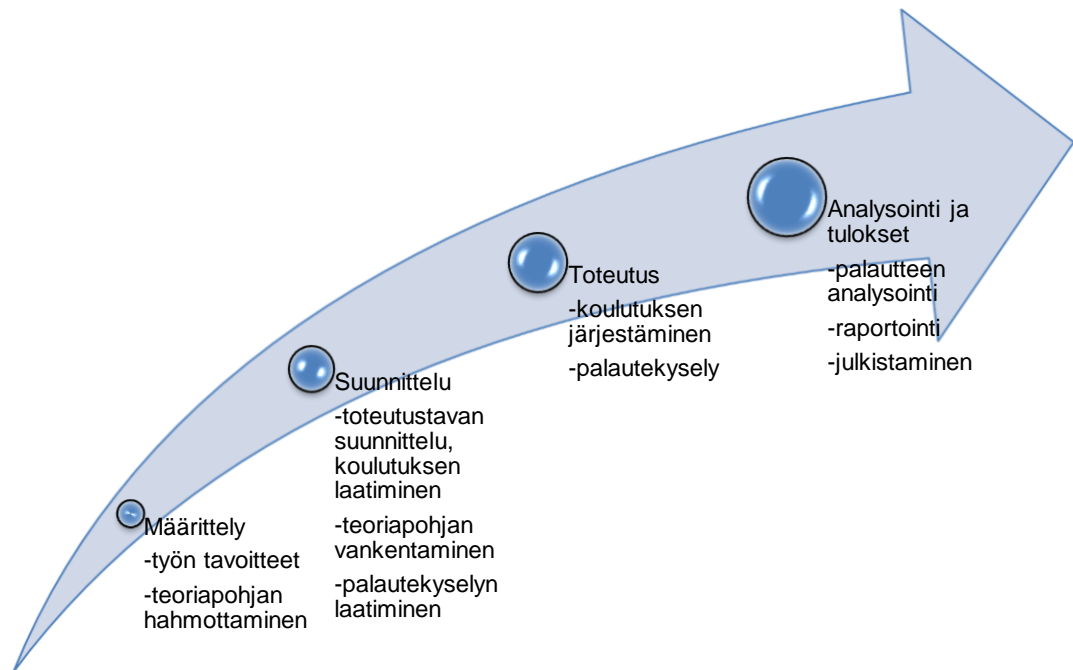 Määrittely
-työn tavoitteet
-teoriapohjan
hahmottaminen
Suunnittelu
-toteutustavan
suunnittelu,
koulutuksen
laatiminen
-teoriapohjan
vankentaminen
-palautekyselyn
laatiminen
Toteutus
-koulutuksen
järjestäminen
-palautekysely
Analysointi ja
tulokset
-palautteen
analysointi
-raportointi
-julkistaminen